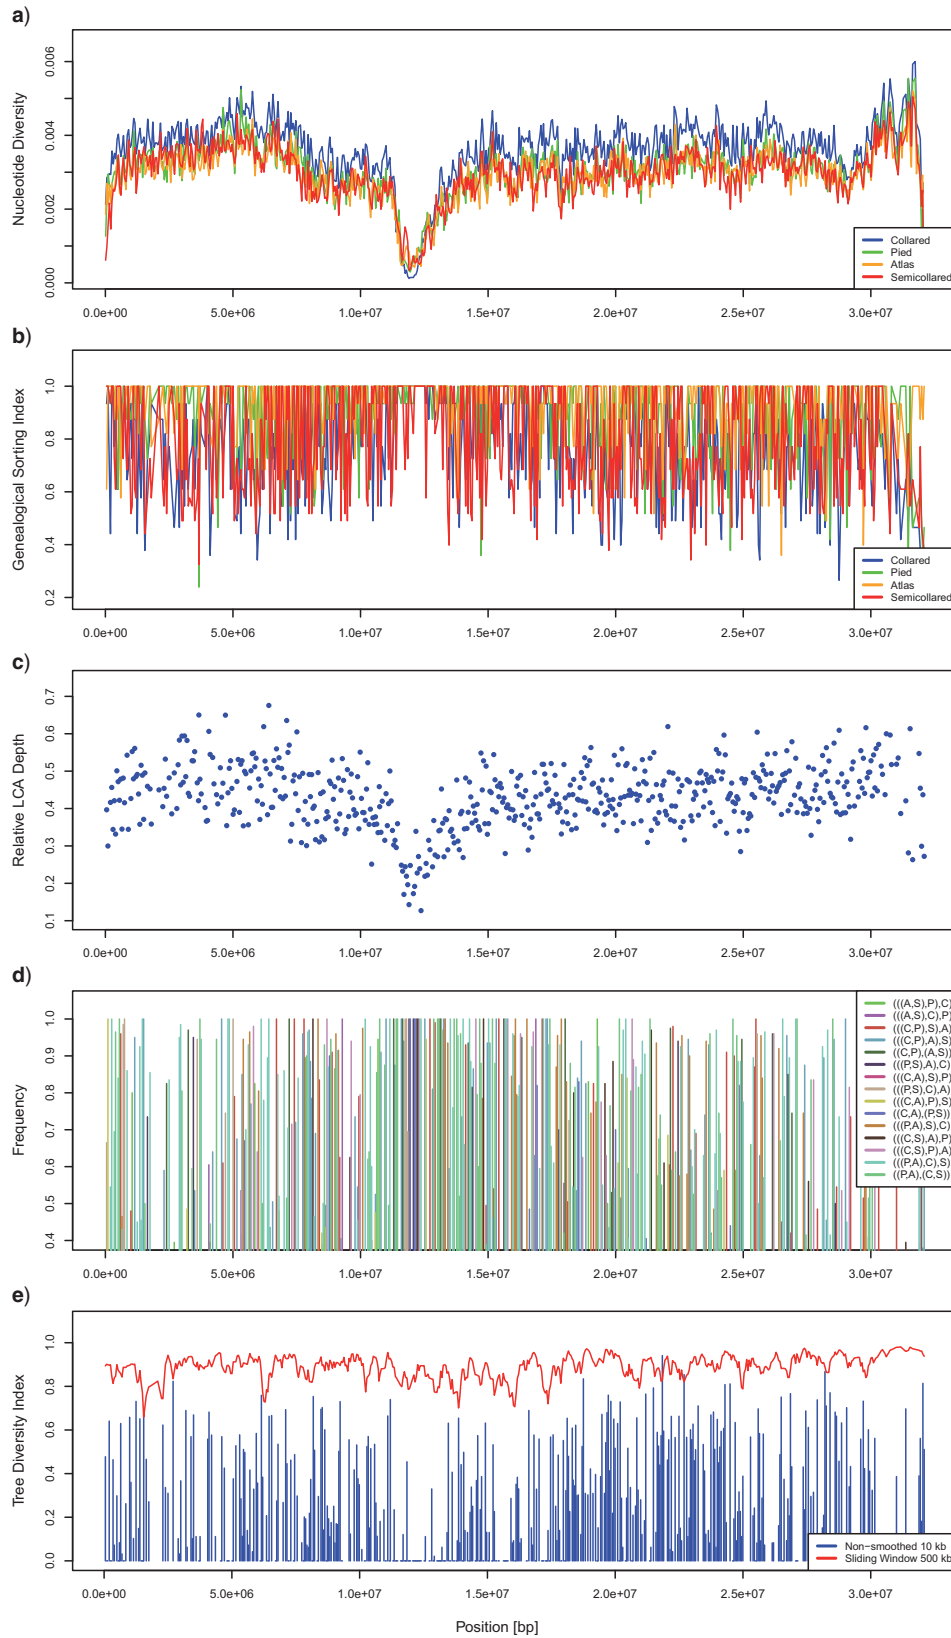 a)
Nucleotide Diversity
0.006
0.004
0.002
0.000
Collared
Pied
Atlas
Semicollared
0.0e+00 5.0e+06 1.0e+07 1.5e+07 2.0e+07 2.5e+07 3.0e+07
b)
Genealogical Sorting Index
1.0
0.8
0.6
0.4
0.2
Collared
Pied
Atlas
Semicollared
0.0e+00 5.0e+06 1.0e+07 1.5e+07 2.0e+07 2.5e+07 3.0e+07
c)
Relative LCA Depth
0.7
0.6
0.5
0.4
0.3
0.2
0.1
0.0e+00 5.0e+06 1.0e+07 1.5e+07 2.0e+07 2.5e+07 3.0e+07
d)
Frequency
1.0
0.9
0.8
0.7
0.6
0.5
0.4
(((A,S),P),C)
(((A,S),C),P)
(((C,P),S),A)
(((C,P),A),S)
((C,P),(A,S))
(((P,S),A),C)
(((C,A),S),P)
(((P,S),C),A)
(((C,A),P),S)
((C,A),(P,S))
(((P,A),S),C)
(((C,S),A),P)
(((C,S),P),A)
(((P,A),C),S)
((P,A),(C,S))
0.0e+00 5.0e+06 1.0e+07 1.5e+07 2.0e+07 2.5e+07 3.0e+07
e)
Tree Diversity Index
1.0
0.8
0.6
0.4
0.2
0.0
Non-smoothed 10 kb
Sliding Window 500 kb
0.0e+00 5.0e+06 1.0e+07 1.5e+07 2.0e+07 2.5e+07 3.0e+07
Position [bp]